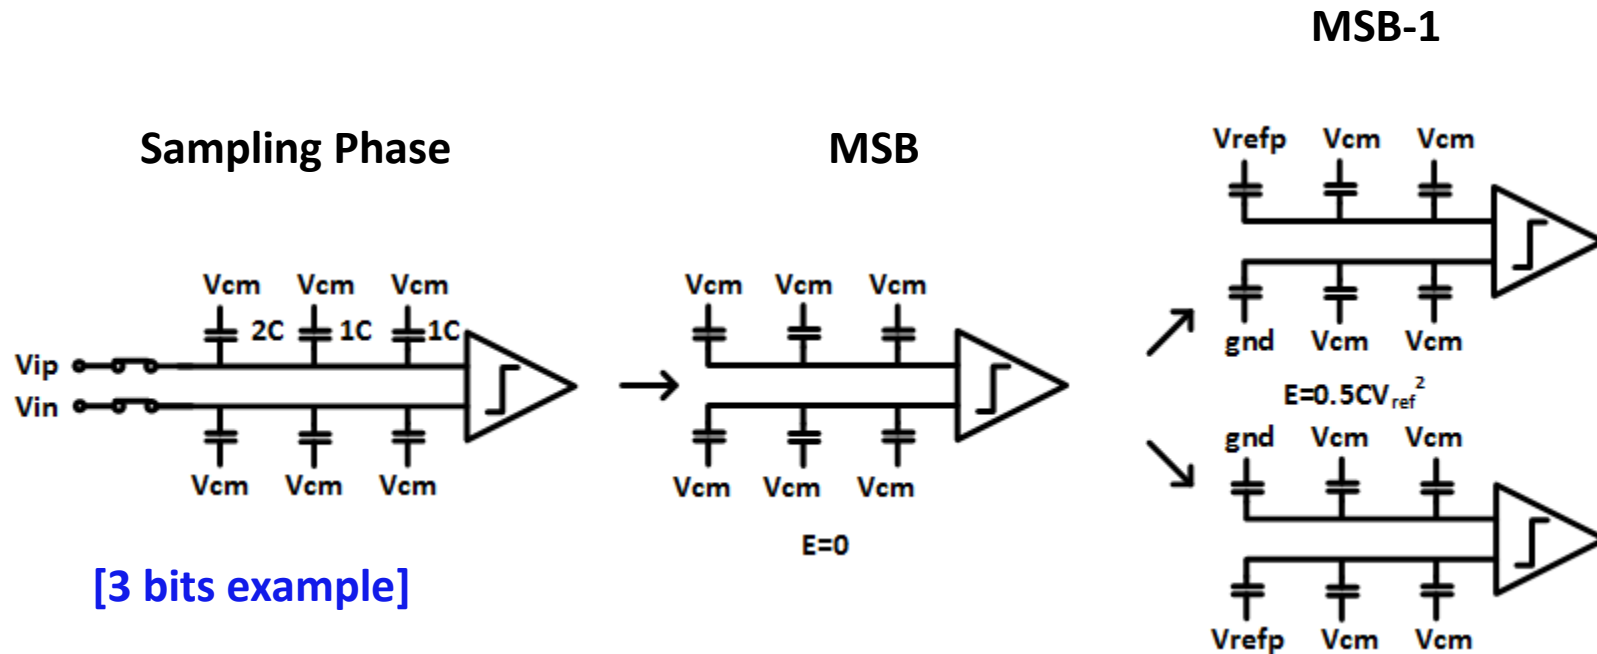 MSB-1
Sampling Phase
MSB
Vrefp Vcm Vcm
gnd Vcm Vcm
Vcm Vcm Vcm
2C 1C 1C
Vip
Vin
Vcm Vcm Vcm
[3 bits example]
Vcm Vcm Vcm
Vcm Vcm Vcm
E=0
E=0.5CVref²
gnd Vcm Vcm
Vrefp Vcm Vcm